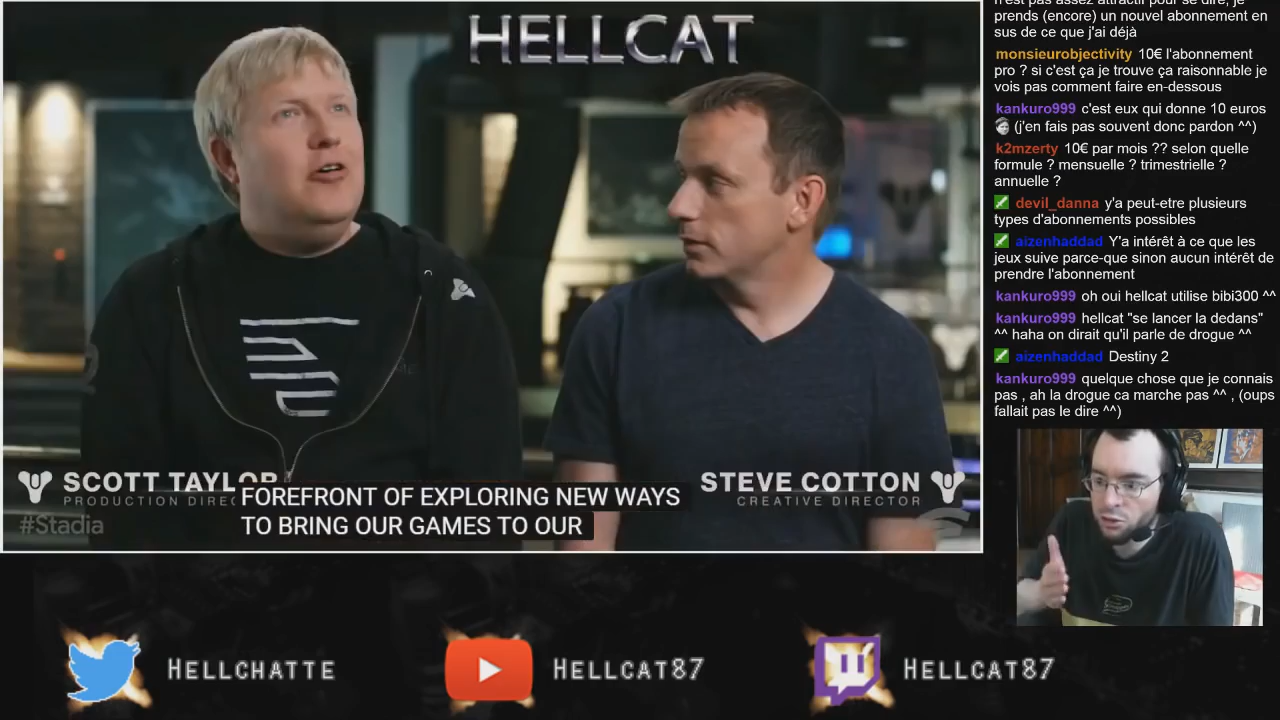 HELLCAT
SCOTT TAYLOR
PRODUCTION DIREC
#Stadia
FOREFRONT OF EXPLORING NEW WAYS
TO BRING OUR GAMES TO OUR
STEVE COTTON
CREATIVE DIRECTOR
n'est pas assez attractif pour se dire, je
prends (encore) un nouvel abonnement en
sus de ce que j'ai déjà
monsieurobjectivity 10€ l'abonnement
pro ? si c'est ça je trouve ça raisonnable je
vois pas comment faire en-dessous
kankuro999 c'est eux qui donne 10 euros
(j'en fais pas souvent donc pardon ^^)
k2mzerty 10€ par mois ?? selon quelle
formule ? mensuelle ? trimestrielle ?
annuelle ?
devil_danna y'a peut-etre plusieurs
types d'abonnements possibles
aizenhaddad Y'a intérêt à ce que les
jeux suive parce-que sinon aucun intérêt de
prendre l'abonnement
kankuro999 oh oui hellcat utilise bibi300 ^^
kankuro999 hellcat "se lancer la dedans"
^^ haha on dirait qu'il parle de drogue ^^
aizenhaddad Destiny 2
kankuro999 quelque chose que je connais
pas , ah la drogue ca marche pas ^^ , (oups
fallait pas le dire ^^)
HELLCHATTE
HELLCAT87
HELLCAT87